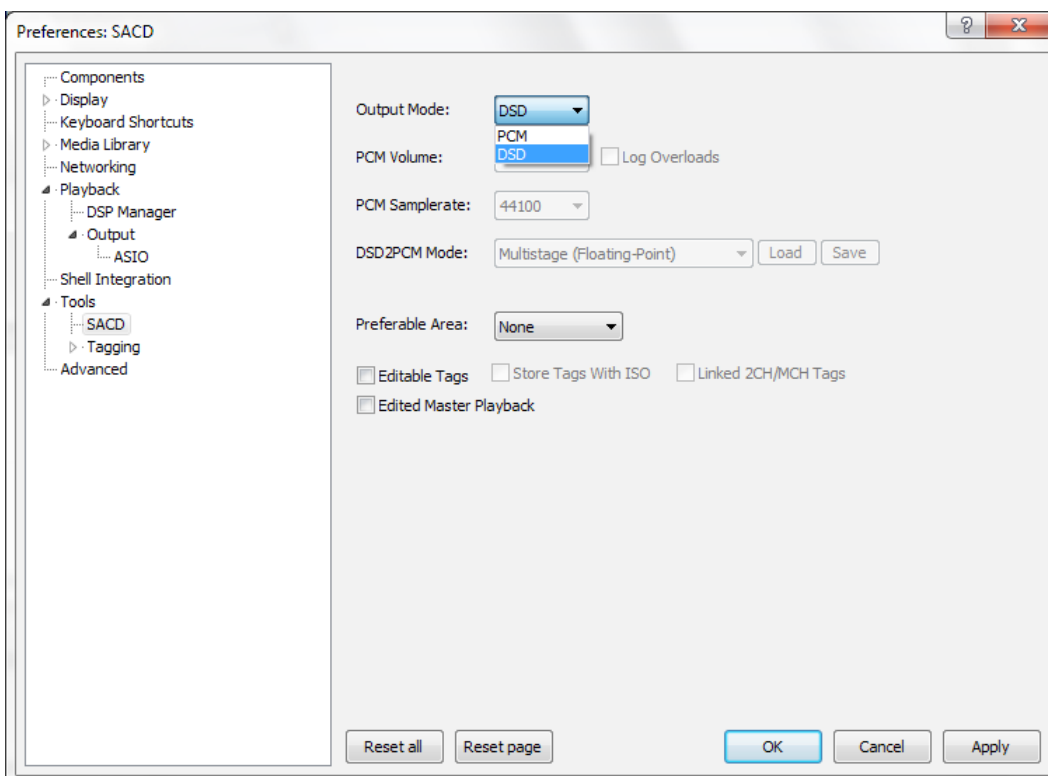 Preferences: SACD
Components
Display
Keyboard Shortcuts
Media Library
Networking
Playback
DSP Manager
Output
ASIO
Shell Integration
Tools
SACD
Tagging
Advanced
Output Mode: DSD
PCM
DSD
PCM Volume: Log Overloads
PCM Samplerate: 44100
DSD2PCM Mode: Multistage (Floating-Point) Load Save
Preferable Area: None
Editable Tags Store Tags With ISO Linked 2CH/MCH Tags
Edited Master Playback
Reset all Reset page OK Cancel Apply